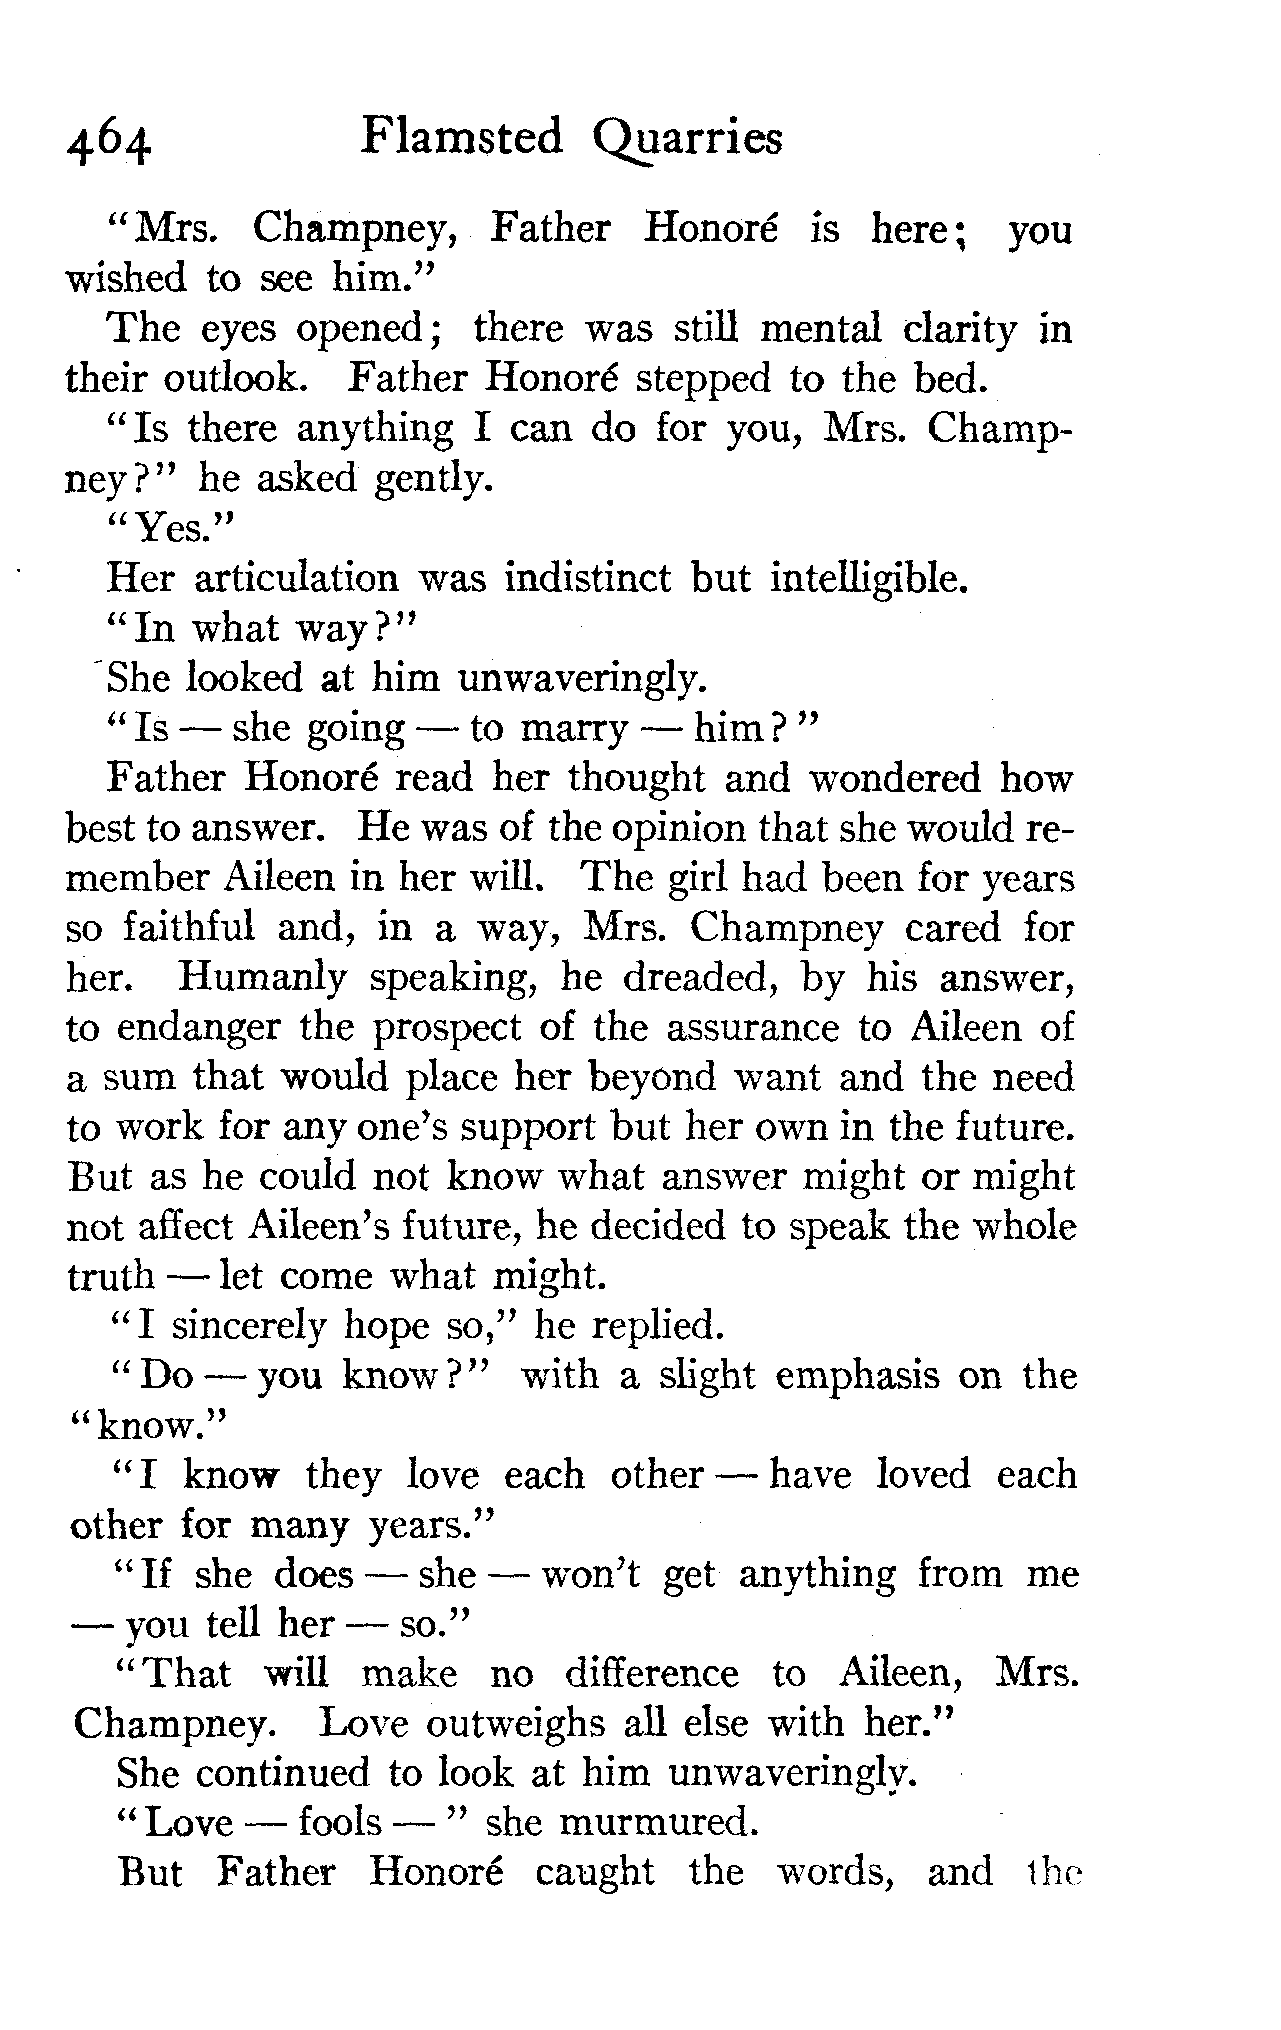 464 Flamsted Quarries
"Mrs. Champney, Father Honoré is here; you
wished to see him."
The eyes opened; there was still mental clarity in
their outlook. Father Honoré stepped to the bed.
"Is there anything I can do for you, Mrs. Champ-
ney?" he asked gently.
"Yes."
Her articulation was indistinct but intelligible.
"In what way?"
She looked at him unwaveringly.
"Is — she going — to marry — him?"
Father Honoré read her thought and wondered how
best to answer. He was of the opinion that she would re-
member Aileen in her will. The girl had been for years
so faithful and, in a way, Mrs. Champney cared for
her. Humanly speaking, he dreaded, by his answer,
to endanger the prospect of the assurance to Aileen of
a sum that would place her beyond want and the need
to work for any one's support but her own in the future.
But as he could not know what answer might or might
not affect Aileen's future, he decided to speak the whole
truth — let come what might.
"I sincerely hope so," he replied.
"Do — you know?" with a slight emphasis on the
"know."
"I know they love each other — have loved each
other for many years."
"If she does — she — won't get anything from me
— you tell her — so."
"That will make no difference to Aileen, Mrs.
Champney. Love outweighs all else with her."
She continued to look at him unwaveringly.
"Love — fools — " she murmured.
But Father Honoré caught the words, and the